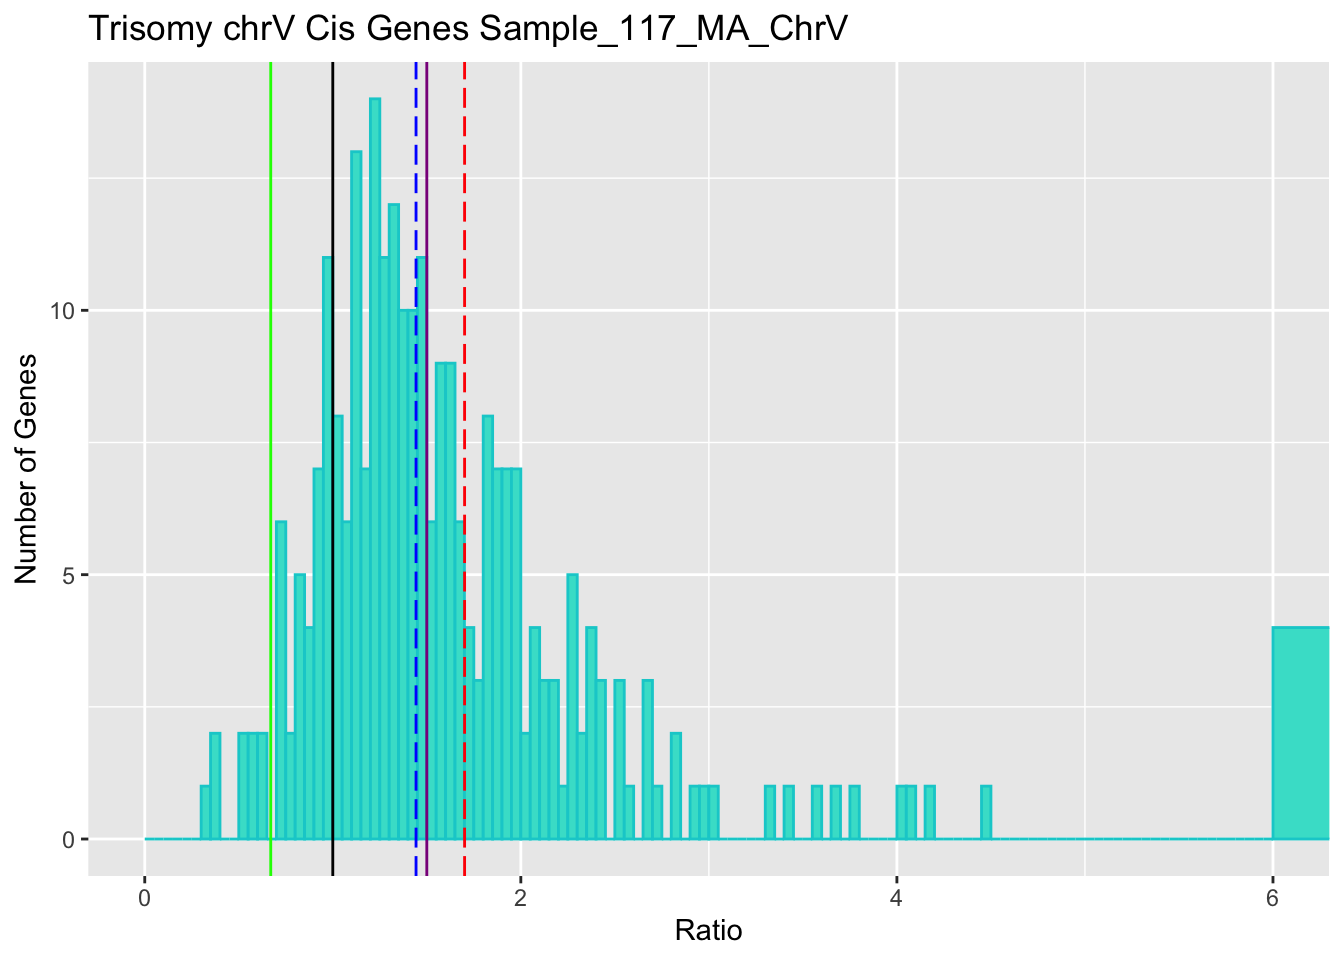 Trisomy chrV Cis Genes Sample_117_MA_ChrV
Number of Genes
10
5
0
0 2 4 6
Ratio